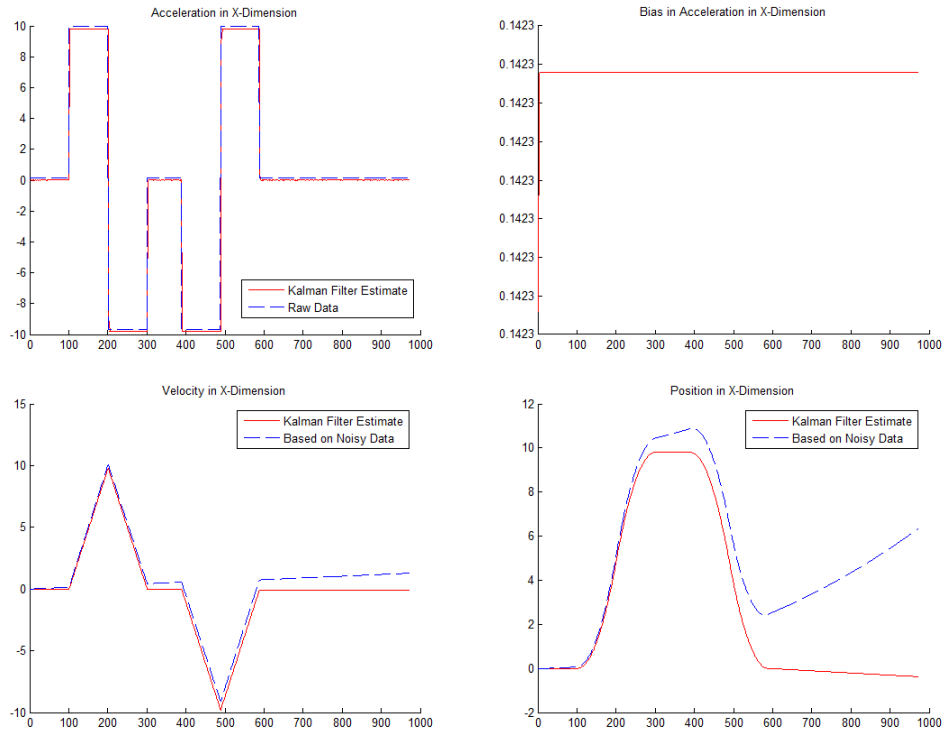 Acceleration in X-Dimension
10
8
6
4
2
0
-2
-4
-6
-8
-10
0 100 200 300 400 500 600 700 800 900 1000
Kalman Filter Estimate
Raw Data
Bias in Acceleration in X-Dimension
0.1423
0.1423
0.1423
0.1423
0.1423
0.1423
0.1423
0.1423
0.1423
0 100 200 300 400 500 600 700 800 900 1000
Velocity in X-Dimension
15
10
5
0
-5
-10
0 100 200 300 400 500 600 700 800 900 1000
Kalman Filter Estimate
Based on Noisy Data
Position in X-Dimension
12
10
8
6
4
2
0
-2
0 100 200 300 400 500 600 700 800 900 1000
Kalman Filter Estimate
Based on Noisy Data